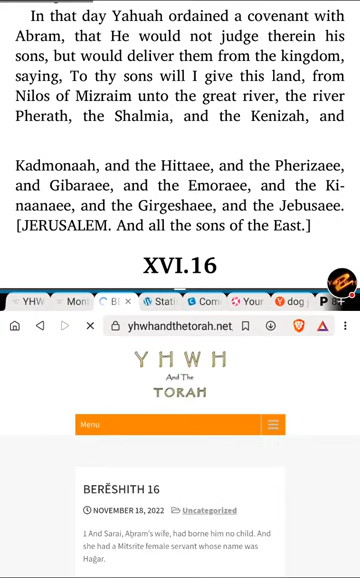 In that day Yahuah ordained a covenant with
Abram, that He would not judge therein his
sons, but would deliver them from the kingdom,
saying, To thy sons will I give this land, from
Nilos of Mizraim unto the great river, the river
Pherath, the Shalmia, and the Kenizah, and
Kadmonaah, and the Hittaee, and the Pherizaee,
and Gibaraee, and the Emoraee, and the Ki-
naanaee, and the Girgeshaee, and the Jebusaee.
[JERUSALEM. And all the sons of the East.]
XVI.16
YHW
Mom
BE
Stati
Com
Your
dog
P
yhwhandthetorah.net
YHWH
And The
TORAH
Menu
BERĔSHITH 16
NOVEMBER 18, 2022 Uncategorized
1 And Sarai, Aḇram's wife, had borne him no child. And
she had a Mitsrite female servant whose name was
Haḡar.